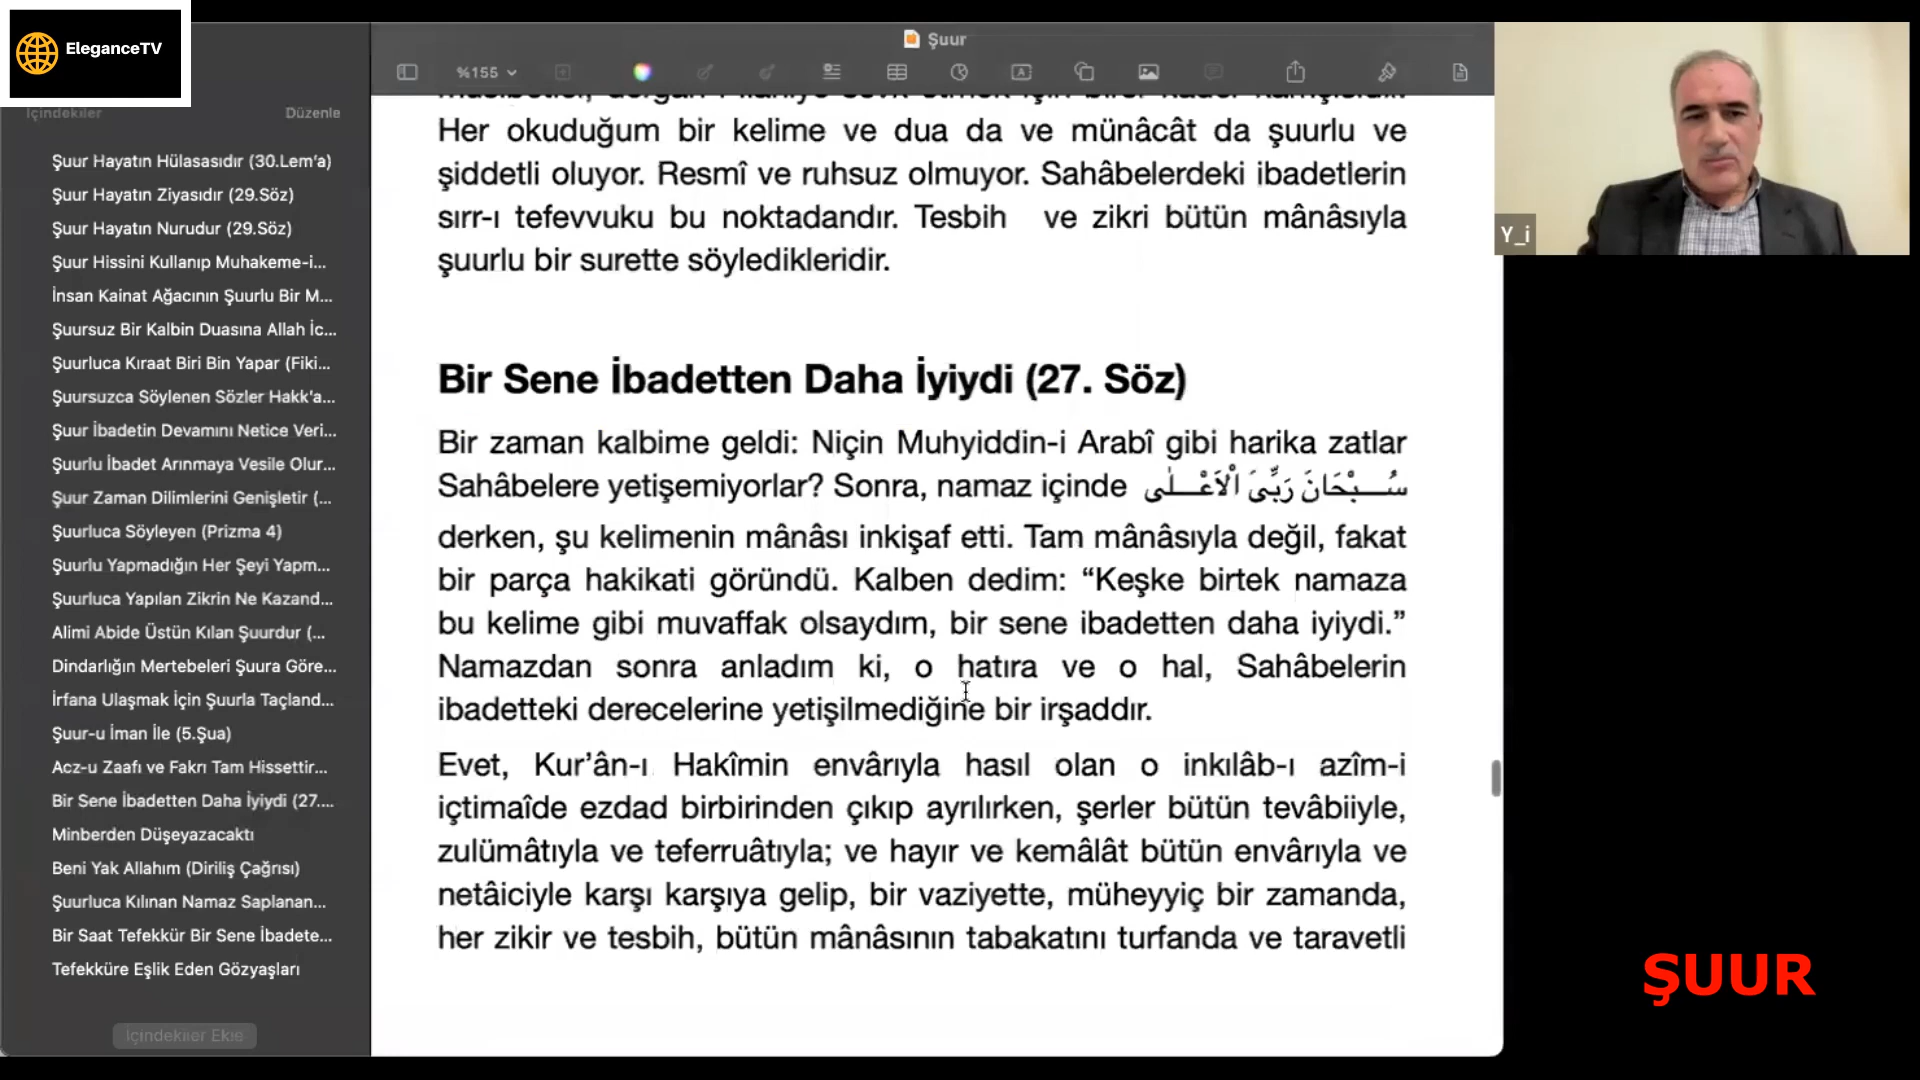 EleganceTV
Şuur
%155
İçindekiler
Düzenle
Şuur Hayatın Hülasasıdır (30.Lem'a)
Şuur Hayatın Ziyasıdır (29.Söz)
Şuur Hayatın Nurudur (29.Söz)
Şuur Hissini Kullanıp Muhakeme-i...
İnsan Kainat Ağacının Şuurlu Bir M...
Şuursuz Bir Kalbin Duasına Allah İc...
Şuurluca Kıraat Biri Bin Yapar (Fiki...
Şuursuzca Söylenen Sözler Hakk'a...
Şuur İbadetin Devamını Netice Veri...
Şuurlu İbadet Arınmaya Vesile Olur...
Şuur Zaman Dilimlerini Genişletir (...
Şuurluca Söyleyen (Prizma 4)
Şuurlu Yapmadığın Her Şeyi Yapm...
Şuurluca Yapılan Zikrin Ne Kazand...
Alimi Abide Üstün Kılan Şuurdur (...
Dindarlığın Mertebeleri Şuura Göre...
İrfana Ulaşmak İçin Şuurla Taçland...
Şuur-u İman İle (5.Şua)
Acz-u Zaafı ve Fakrı Tam Hissettir...
Bir Sene İbadetten Daha İyiydi (27....
Minberden Düşeyazacaktı
Beni Yak Allahım (Diriliş Çağrısı)
Şuurluca Kılınan Namaz Saplanan...
Bir Saat Tefekkür Bir Sene İbadete...
Tefekküre Eşlik Eden Gözyaşları
İçindekiler Ekle
Her okuduğum bir kelime ve dua da ve münâcât da şuurlu ve
şiddetli oluyor. Resmî ve ruhsuz olmuyor. Sahâbelerdeki ibadetlerin
sırr-ı tefevvuku bu noktadandır. Tesbih ve zikri bütün mânâsıyla
şuurlu bir surette söyledikleridir.
Bir Sene İbadetten Daha İyiydi (27. Söz)
Bir zaman kalbime geldi: Niçin Muhyiddin-i Arabî gibi harika zatlar
Sahâbelere yetişemiyorlar? Sonra, namaz içinde سُبْحَانَ رَبِّىَ الْاَعْلٰى
derken, şu kelimenin mânâsı inkişaf etti. Tam mânâsıyla değil, fakat
bir parça hakikati göründü. Kalben dedim: “Keşke birtek namaza
bu kelime gibi muvaffak olsaydım, bir sene ibadetten daha iyiydi.”
Namazdan sonra anladım ki, o hatıra ve o hal, Sahâbelerin
ibadetteki derecelerine yetişilmediğine bir irşaddır.
Evet, Kur’ân-ı Hakîmin envârıyla hasıl olan o inkılâb-ı azîm-i
içtimaîde ezdad birbirinden çıkıp ayrılırken, şerler bütün tevâbiiyle,
zulümâtıyla ve teferruâtıyla; ve hayır ve kemâlât bütün envârıyla ve
netâiciyle karşı karşıya gelip, bir vaziyette, müheyyiç bir zamanda,
her zikir ve tesbih, bütün mânâsının tabakatını turfanda ve taravetli
Y_i
ŞUUR